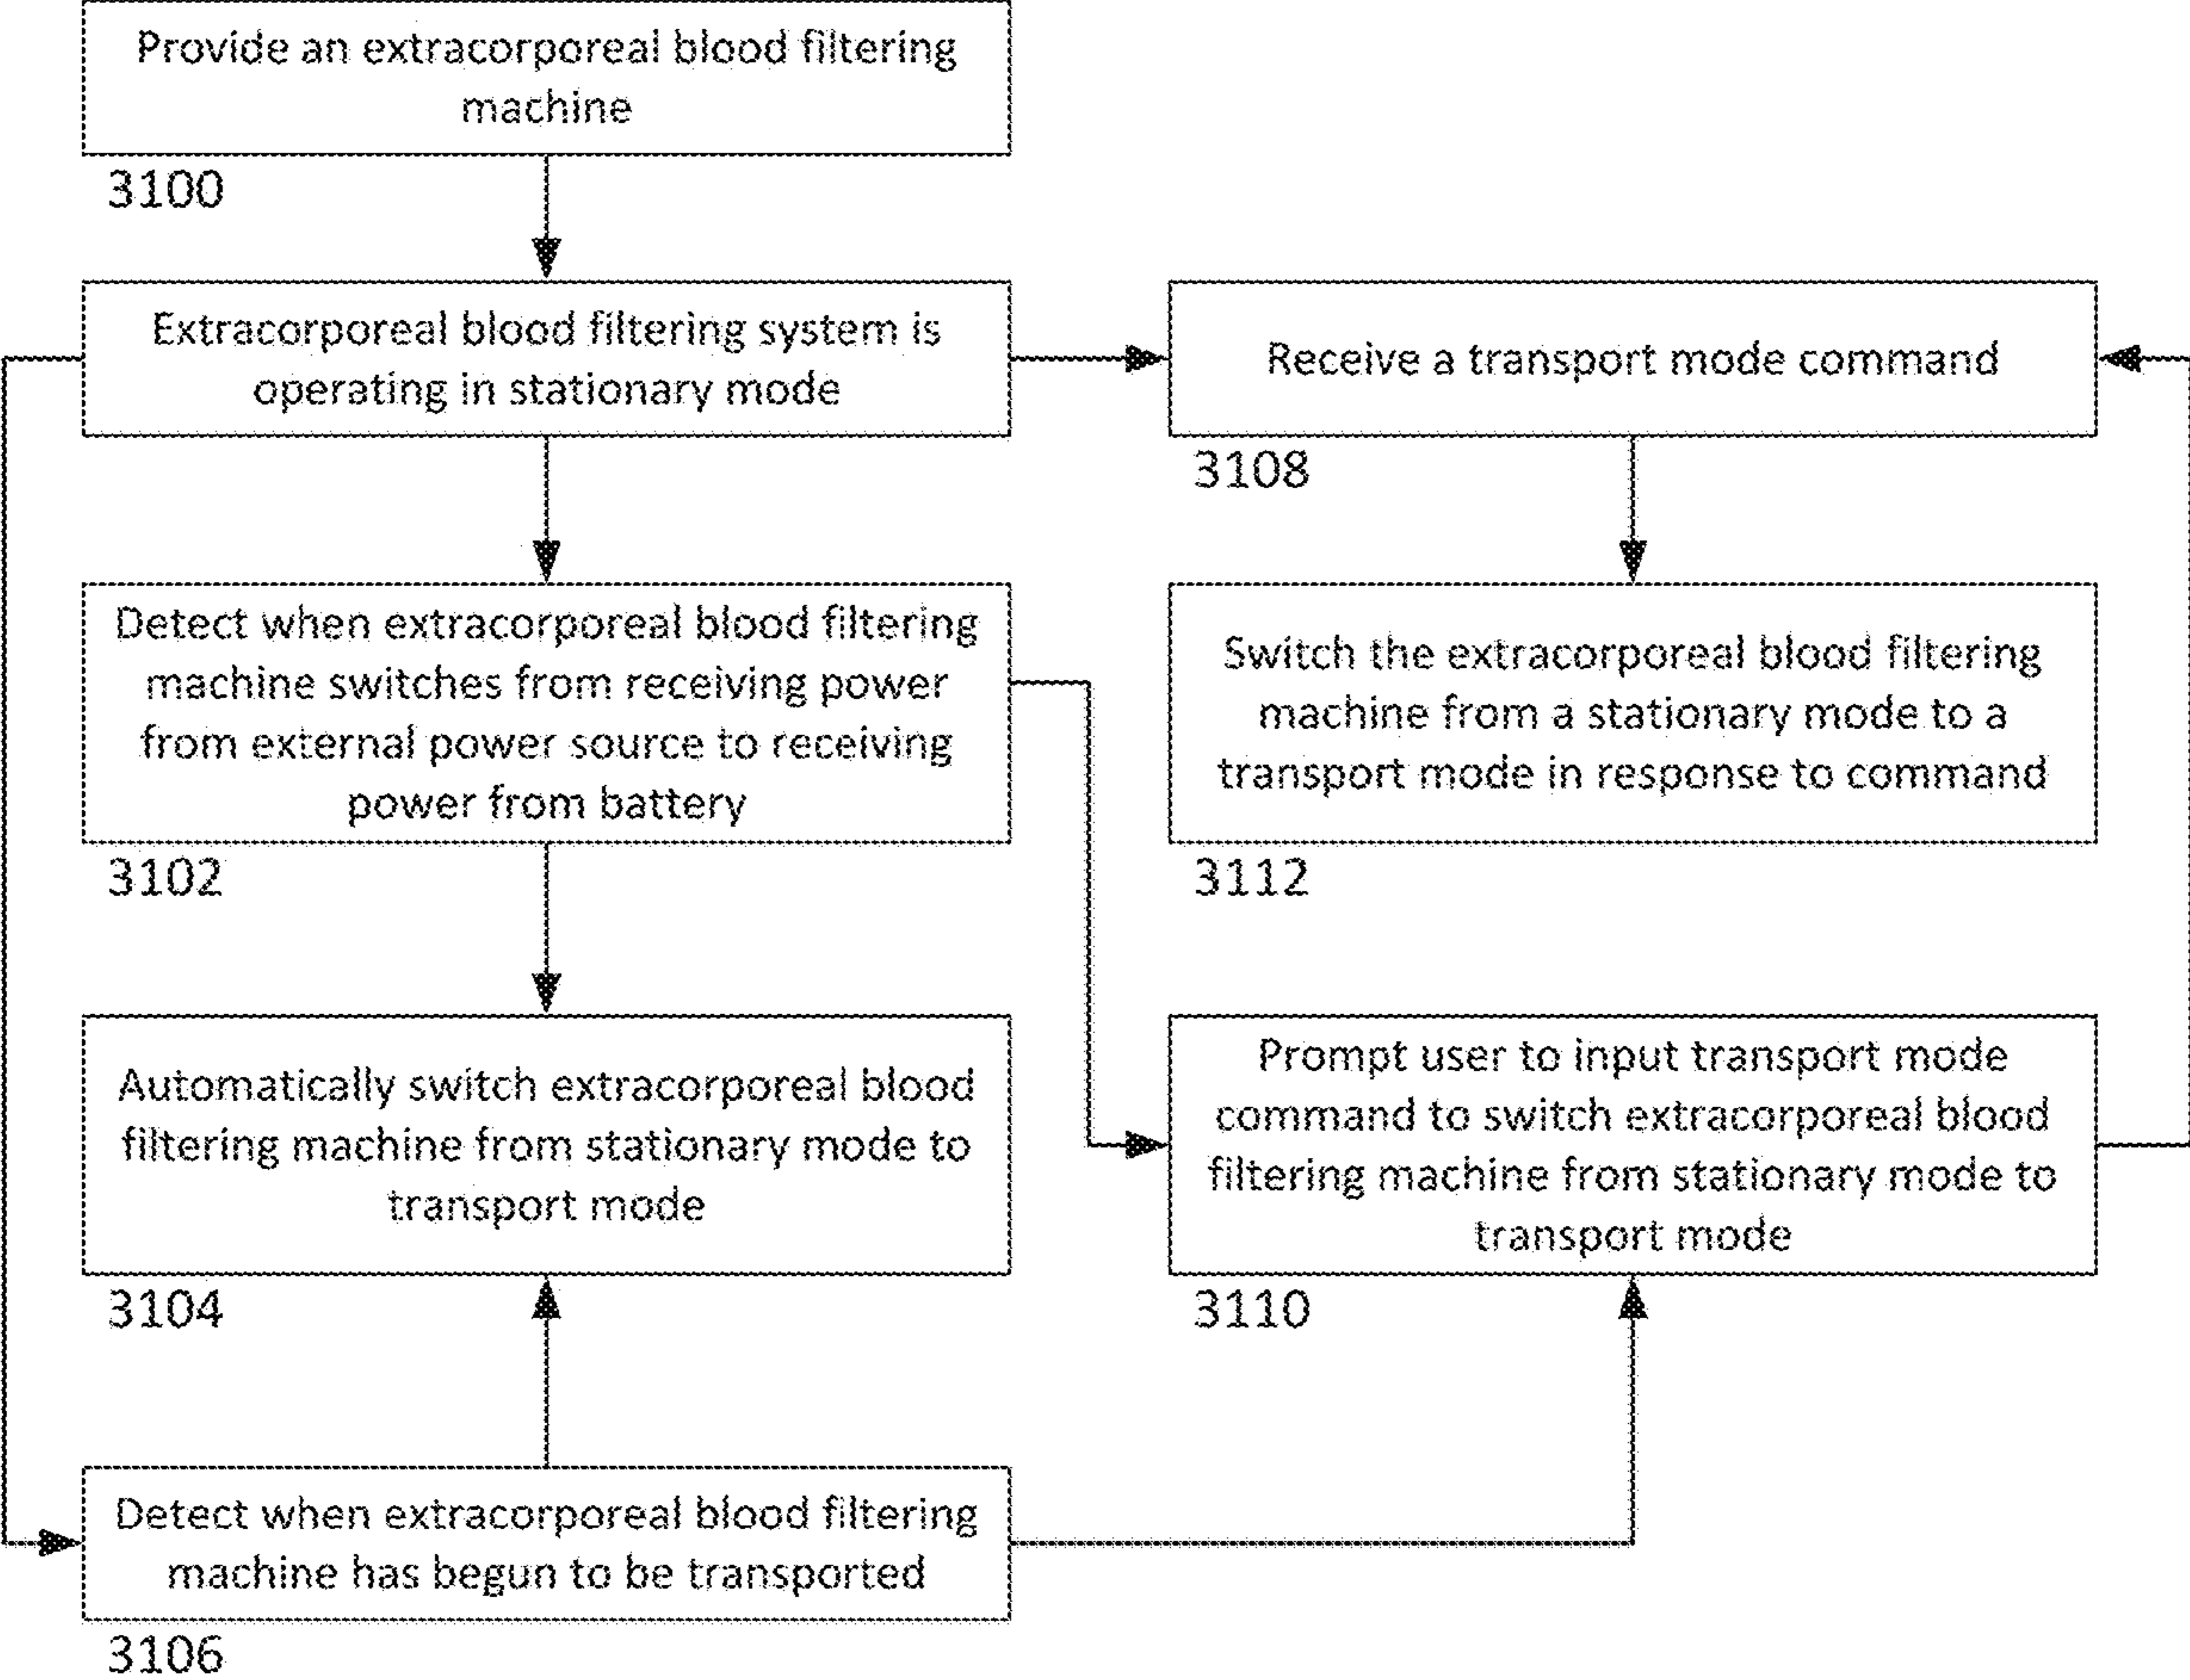 Provide an extracorporeal blood filtering
machine
3100
Extracorporeal blood filtering system is
operating in stationary mode
Receive a transport mode command
3108
Detect when extracorporeal blood filtering
machine switches from receiving power
from external power source to receiving
power from battery
3102
Switch the extracorporeal blood filtering
machine from a stationary mode to a
transport mode in response to command
3112
Automatically switch extracorporeal blood
filtering machine from stationary mode to
transport mode
3104
Prompt user to input transport mode
command to switch extracorporeal blood
filtering machine from stationary mode to
transport mode
3110
Detect when extracorporeal blood filtering
machine has begun to be transported
3106